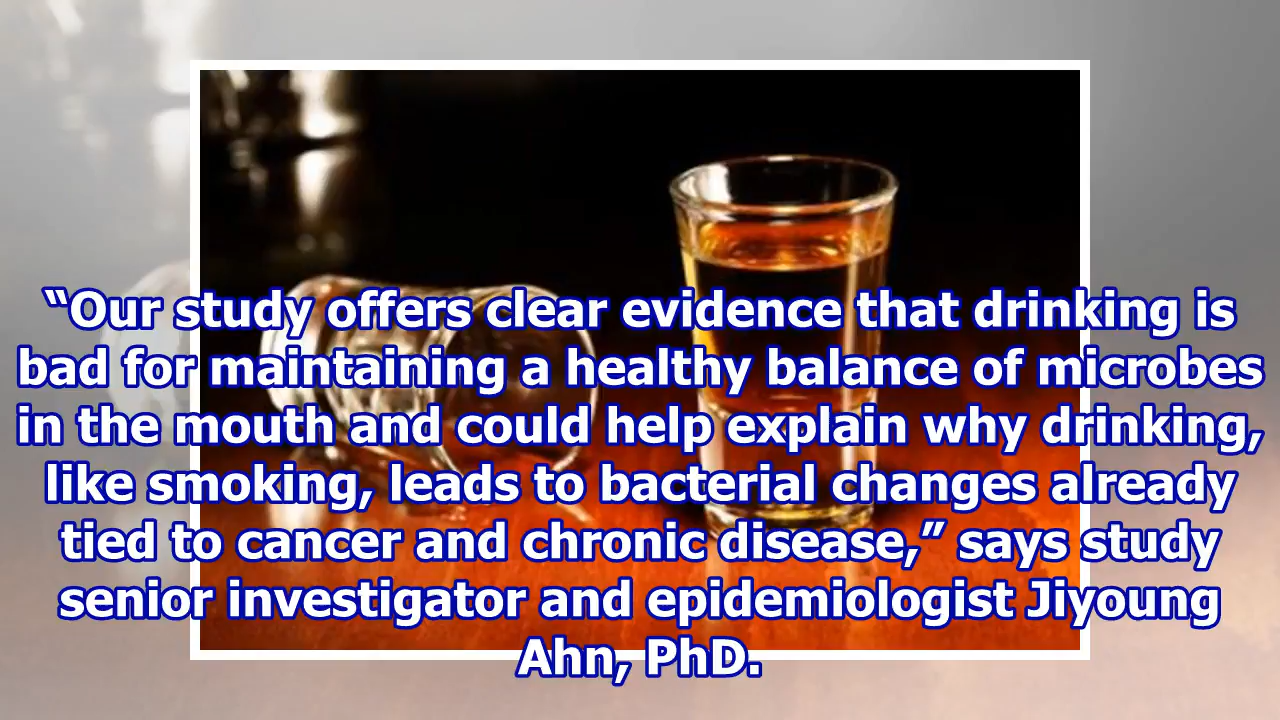 “Our study offers clear evidence that drinking is
bad for maintaining a healthy balance of microbes
in the mouth and could help explain why drinking,
like smoking, leads to bacterial changes already
tied to cancer and chronic disease,” says study
senior investigator and epidemiologist Jiyoung
Ahn, PhD.